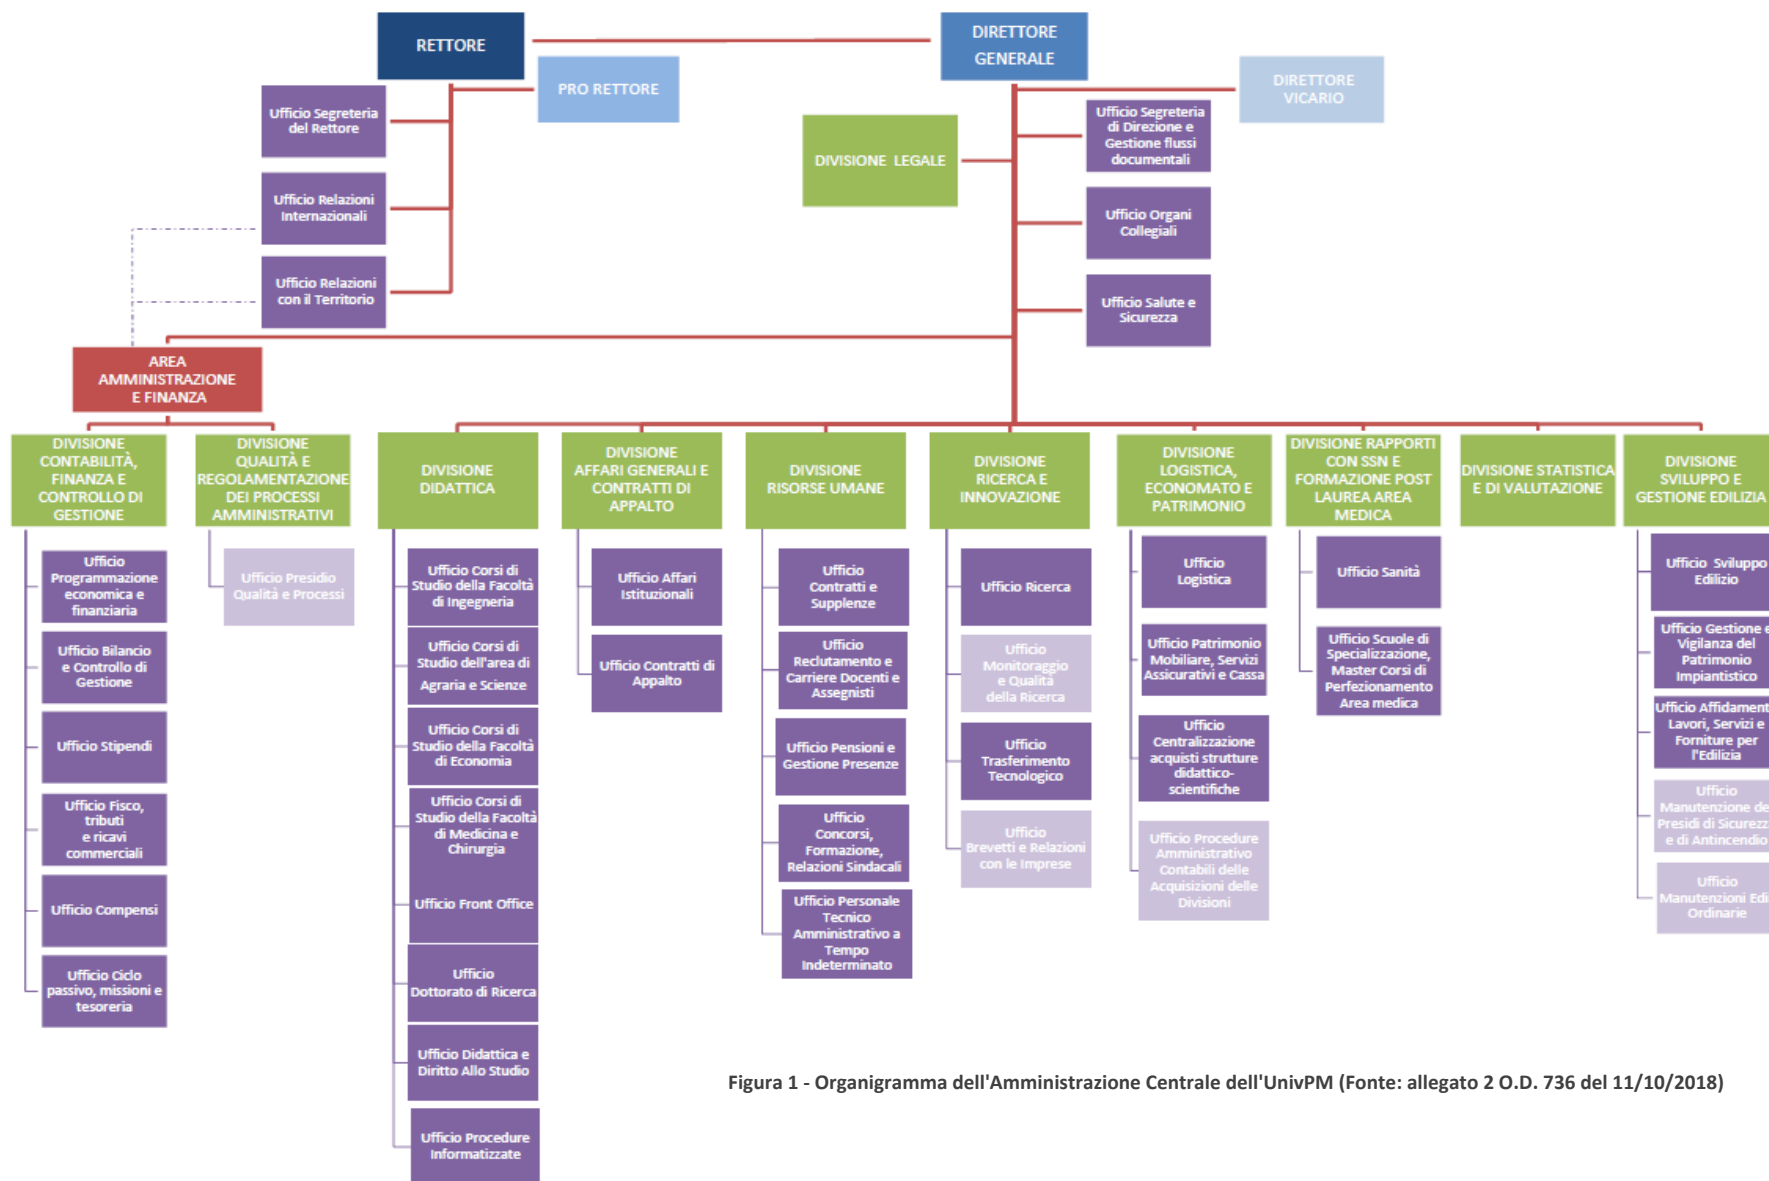 RETTORE
DIRETTORE
GENERALE
PRO RETTORE
DIRETTORE
VICARIO
Ufficio Segreteria
del Rettore
Ufficio Relazioni
Internazionali
Ufficio Relazioni
con il Territorio
DIVISIONE LEGALE
Ufficio Segreteria
di Direzione e
Gestione flussi
documentali
Ufficio Organi
Collegiali
Ufficio Salute e
Sicurezza
AREA
AMMINISTRAZIONE
E FINANZA
DIVISIONE
CONTABILITÀ,
FINANZA E
CONTROLLO DI
GESTIONE
Ufficio
Programmazione
economica e
finanziaria
Ufficio Bilancio
e Controllo di
Gestione
Ufficio Stipendi
Ufficio Fisco,
tributi
e ricavi
commerciali
Ufficio Compensi
Ufficio Ciclo
passivo, missioni e
tesoreria
DIVISIONE
QUALITÀ E
REGOLAMENTAZIONE
DEI PROCESSI
AMMINISTRATIVI
Ufficio Presidio
Qualità e Processi
DIVISIONE
DIDATTICA
Ufficio Corsi di
Studio della Facoltà
di Ingegneria
Ufficio Corsi di
Studio dell'area di
Agraria e Scienze
Ufficio Corsi di
Studio della Facoltà
di Economia
Ufficio Corsi di
Studio della Facoltà
di Medicina e
Chirurgia
Ufficio Front Office
Ufficio
Dottorato di Ricerca
Ufficio Didattica e
Diritto Allo Studio
Ufficio Procedure
Informatizzate
DIVISIONE
AFFARI GENERALI E
CONTRATTI DI
APPALTO
Ufficio Affari
Istituzionali
Ufficio Contratti di
Appalto
DIVISIONE
RISORSE UMANE
Ufficio
Contratti e
Supplenze
Ufficio
Reclutamento e
Carriere Docenti e
Assegnisti
Ufficio Pensioni e
Gestione Presenze
Ufficio
Concorsi,
Formazione,
Relazioni Sindacali
Ufficio Personale
Tecnico
Amministrativo a
Tempo
Indeterminato
DIVISIONE
RICERCA E
INNOVAZIONE
Ufficio Ricerca
Ufficio
Monitoraggio
e Qualità
della Ricerca
Ufficio
Trasferimento
Tecnologico
Ufficio
Brevetti e Relazioni
con le Imprese
DIVISIONE
LOGISTICA,
ECONOMATO E
PATRIMONIO
Ufficio
Logistica
Ufficio Patrimonio
Mobiliare, Servizi
Assicurativi e Cassa
Ufficio
Centralizzazione
acquisti strutture
didattico-
scientifiche
Ufficio Procedure
Amministrativo
Contabili delle
Acquisizioni delle
Divisioni
DIVISIONE RAPPORTI
CON SSN E
FORMAZIONE POST
LAUREA AREA
MEDICA
Ufficio Sanità
Ufficio Scuole di
Specializzazione,
Master Corsi di
Perfezionamento
Area medica
DIVISIONE STATISTICA
E DI VALUTAZIONE
DIVISIONE
SVILUPPO E
GESTIONE EDILIZIA
Ufficio Sviluppo
Edilizio
Ufficio Gestione e
Vigilanza del
Patrimonio
Impiantistico
Ufficio Affidament
Lavori, Servizi e
Forniture per
l'Edilizia
Ufficio
Manutenzione de
Presidi di Sicurezz
e di Antincendio
Ufficio
Manutenzioni Edil
Ordinarie
Figura 1 - Organigramma dell'Amministrazione Centrale dell'UnivPM (Fonte: allegato 2 O.D. 736 del 11/10/2018)